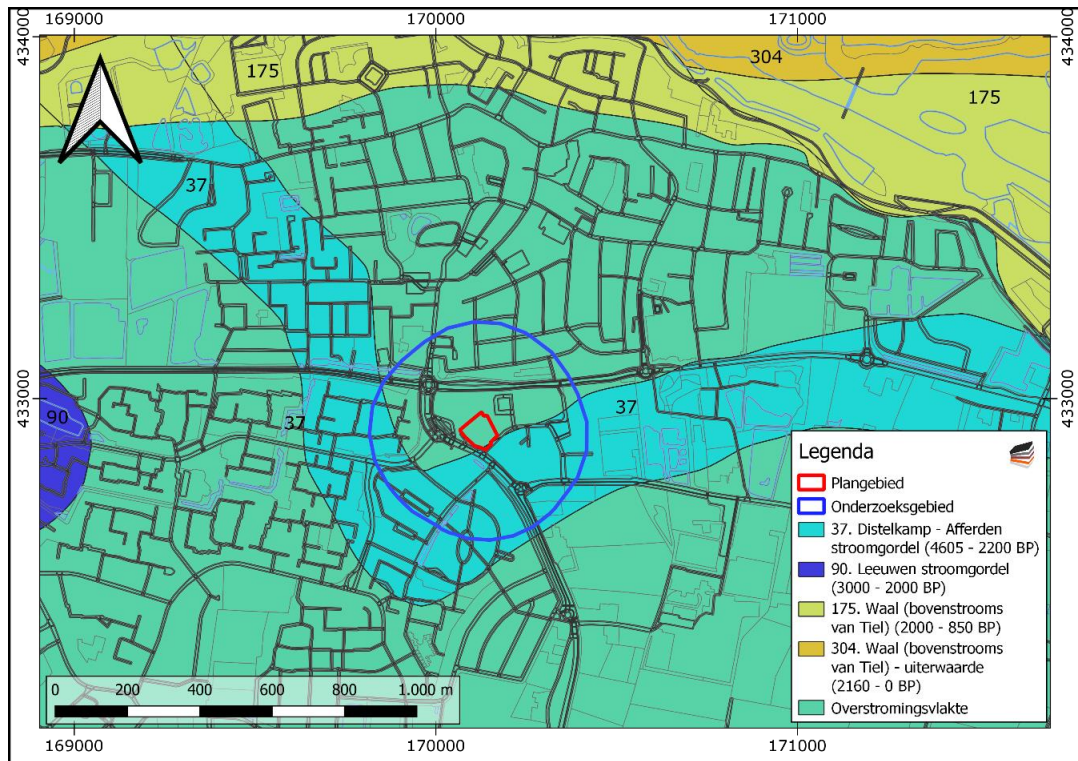 169000
170000
171000
434000
434000
304
175
175
37
433000
433000
90
37
37
Legenda
Plangebied
Onderzoeksgebied
37. Distelkamp - Afferden
stroomgordel (4605 - 2200 BP)
90. Leeuwen stroomgordel
(3000 - 2000 BP)
175. Waal (bovenstrooms
van Tiel) (2000 - 850 BP)
304. Waal (bovenstrooms
van Tiel) - uiterwaarde
(2160 - 0 BP)
Overstromingsvlakte
0 200 400 600 800 1.000 m
169000
170000
171000